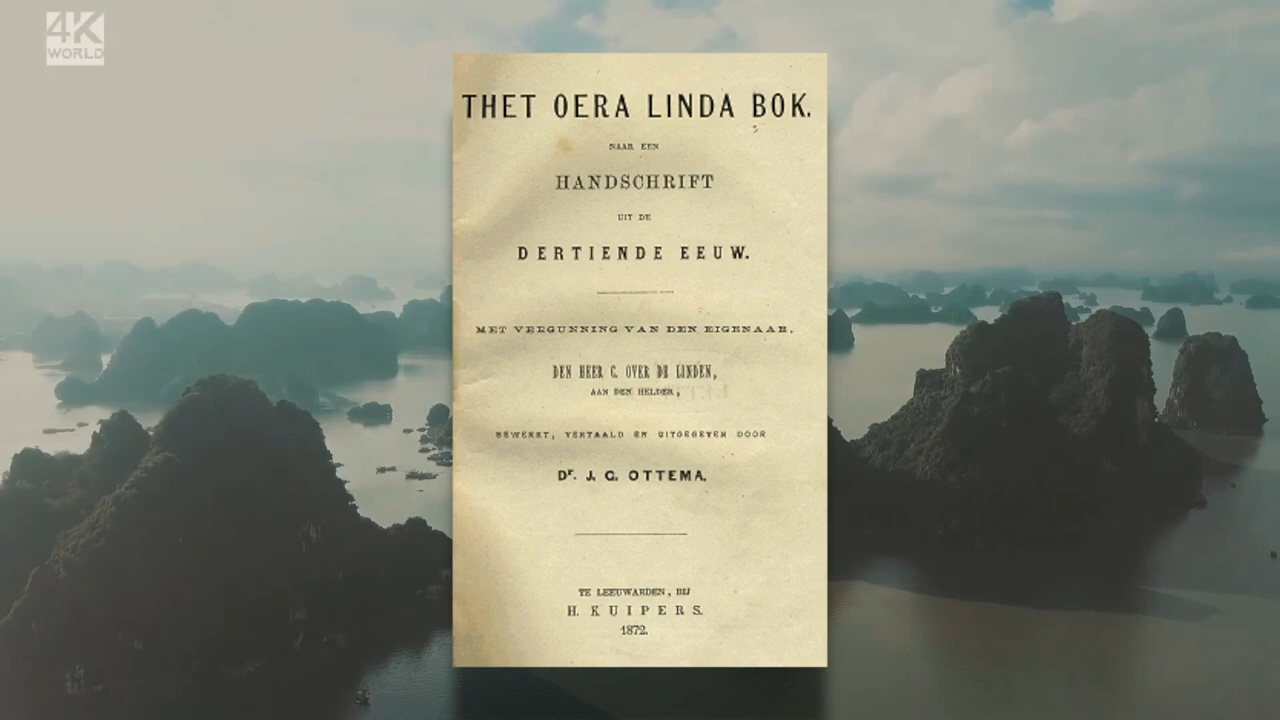 4K
WORLD
THET OERA LINDA BOK.
NAAR EEN
HANDSCHRIFT
UIT DE
DERTIENDE EEUW.
MET VERGUNNING VAN DEN EIGENAAR,
DEN HEER C. OVER DE LINDEN,
AAN DEN HELDER,
BEWERKT, VERTAALD EN UITGEGEVEN DOOR
Dr. J. G. OTTEMA.
TE LEEUWARDEN, BIJ
H. KUIPERS.
1872.